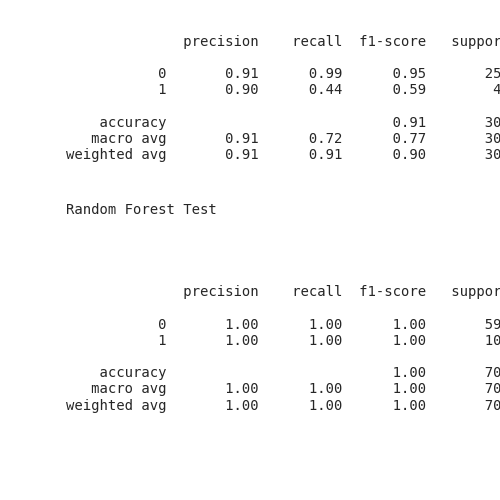 precision recall f1-score suppor
0 0.91 0.99 0.95 25
1 0.90 0.44 0.59 4
accuracy 0.91 30
macro avg 0.91 0.72 0.77 30
weighted avg 0.91 0.91 0.90 30
Random Forest Test
precision recall f1-score suppor
0 1.00 1.00 1.00 59
1 1.00 1.00 1.00 10
accuracy 1.00 70
macro avg 1.00 1.00 1.00 70
weighted avg 1.00 1.00 1.00 70